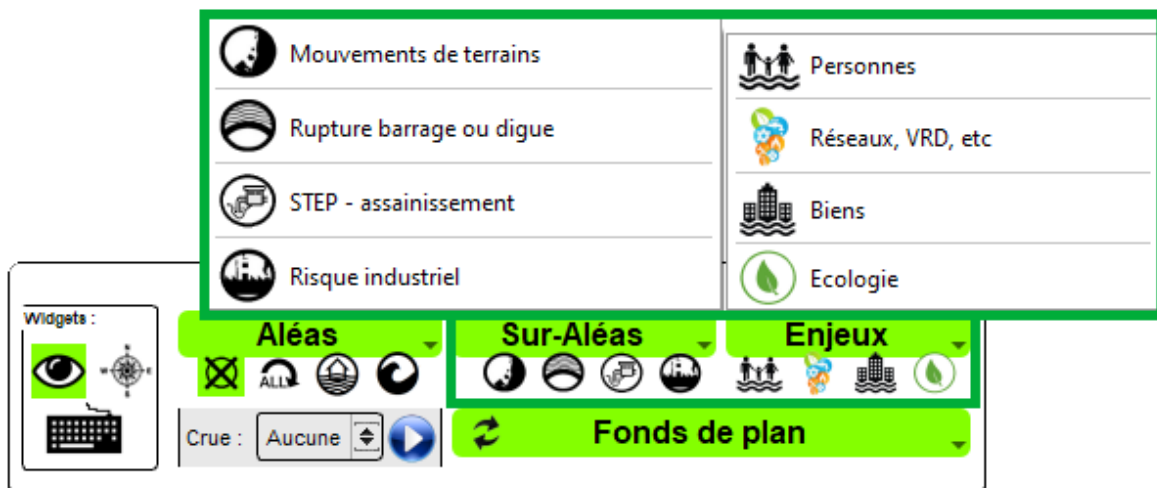 Mouvements de terrains
Rupture barrage ou digue
STEP - assainissement
Risque industriel
Personnes
Réseaux, VRD, etc
Biens
Ecologie
Widgets :
N
W
E
S
Aléas
Sur-Aléas
Enjeux
ALL
Crue :
Aucune
Fonds de plan